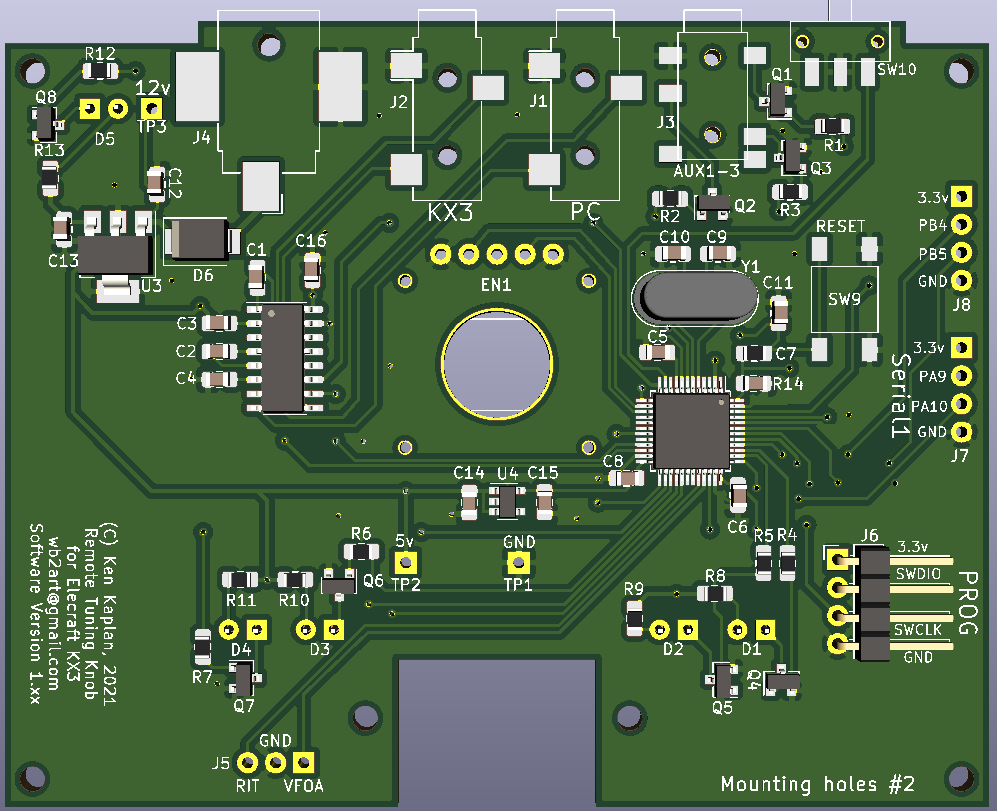 R12
Q8
12v
TP3
D5
R13
C12
C13
U3
D6
J4
J2
J1
KX3
PC
J3
AUX1-3
Q1
SW10
R1
Q3
R3
R2
Q2
C10
C9
Y1
C11
RESET
SW9
3.3v
PB4
PB5
GND
J8
3.3v
PA9
PA10
GND
J7
Serial1
C1
C16
C3
C2
C4
EN1
C5
C7
R14
C8
C6
C14
U4
C15
5v
TP2
GND
TP1
R6
Q6
R11
R10
D4
D3
R7
Q7
R9
R8
R5
R4
D2
D1
Q5
Q4
J6
3.3v
SWDIO
SWCLK
GND
PROG
(C) Ken Kaplan, 2021
Remote Tuning Knob
for Elecraft KX3
wb2art@gmail.com
Software Version 1.xx
J5
GND
RIT
VFOA
Mounting holes #2